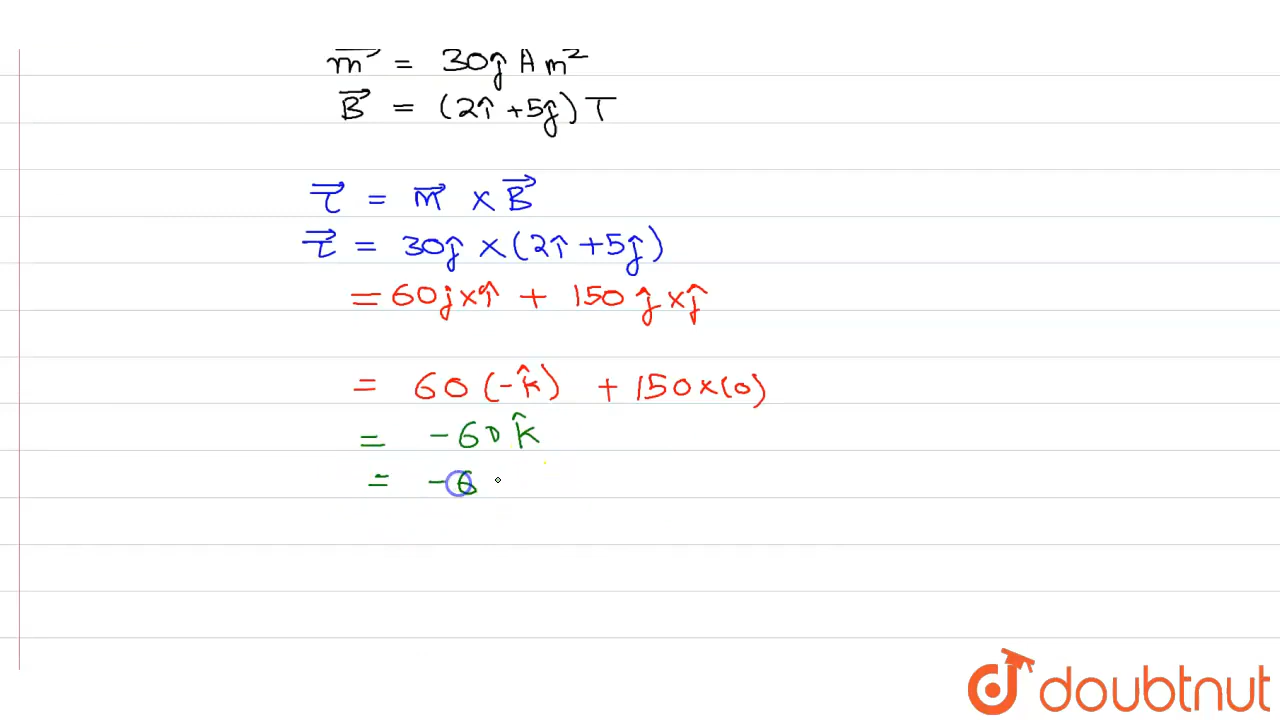 m⃗ = 30ĵ A m²
B⃗ = (2î + 5ĵ) T
τ⃗ = m⃗ × B⃗
τ⃗ = 30ĵ × (2î + 5ĵ)
= 60ĵ × î + 150 ĵ × ĵ
= 60 (-k̂) + 150 × (0)
= -60 k̂
= -6
doubtnut